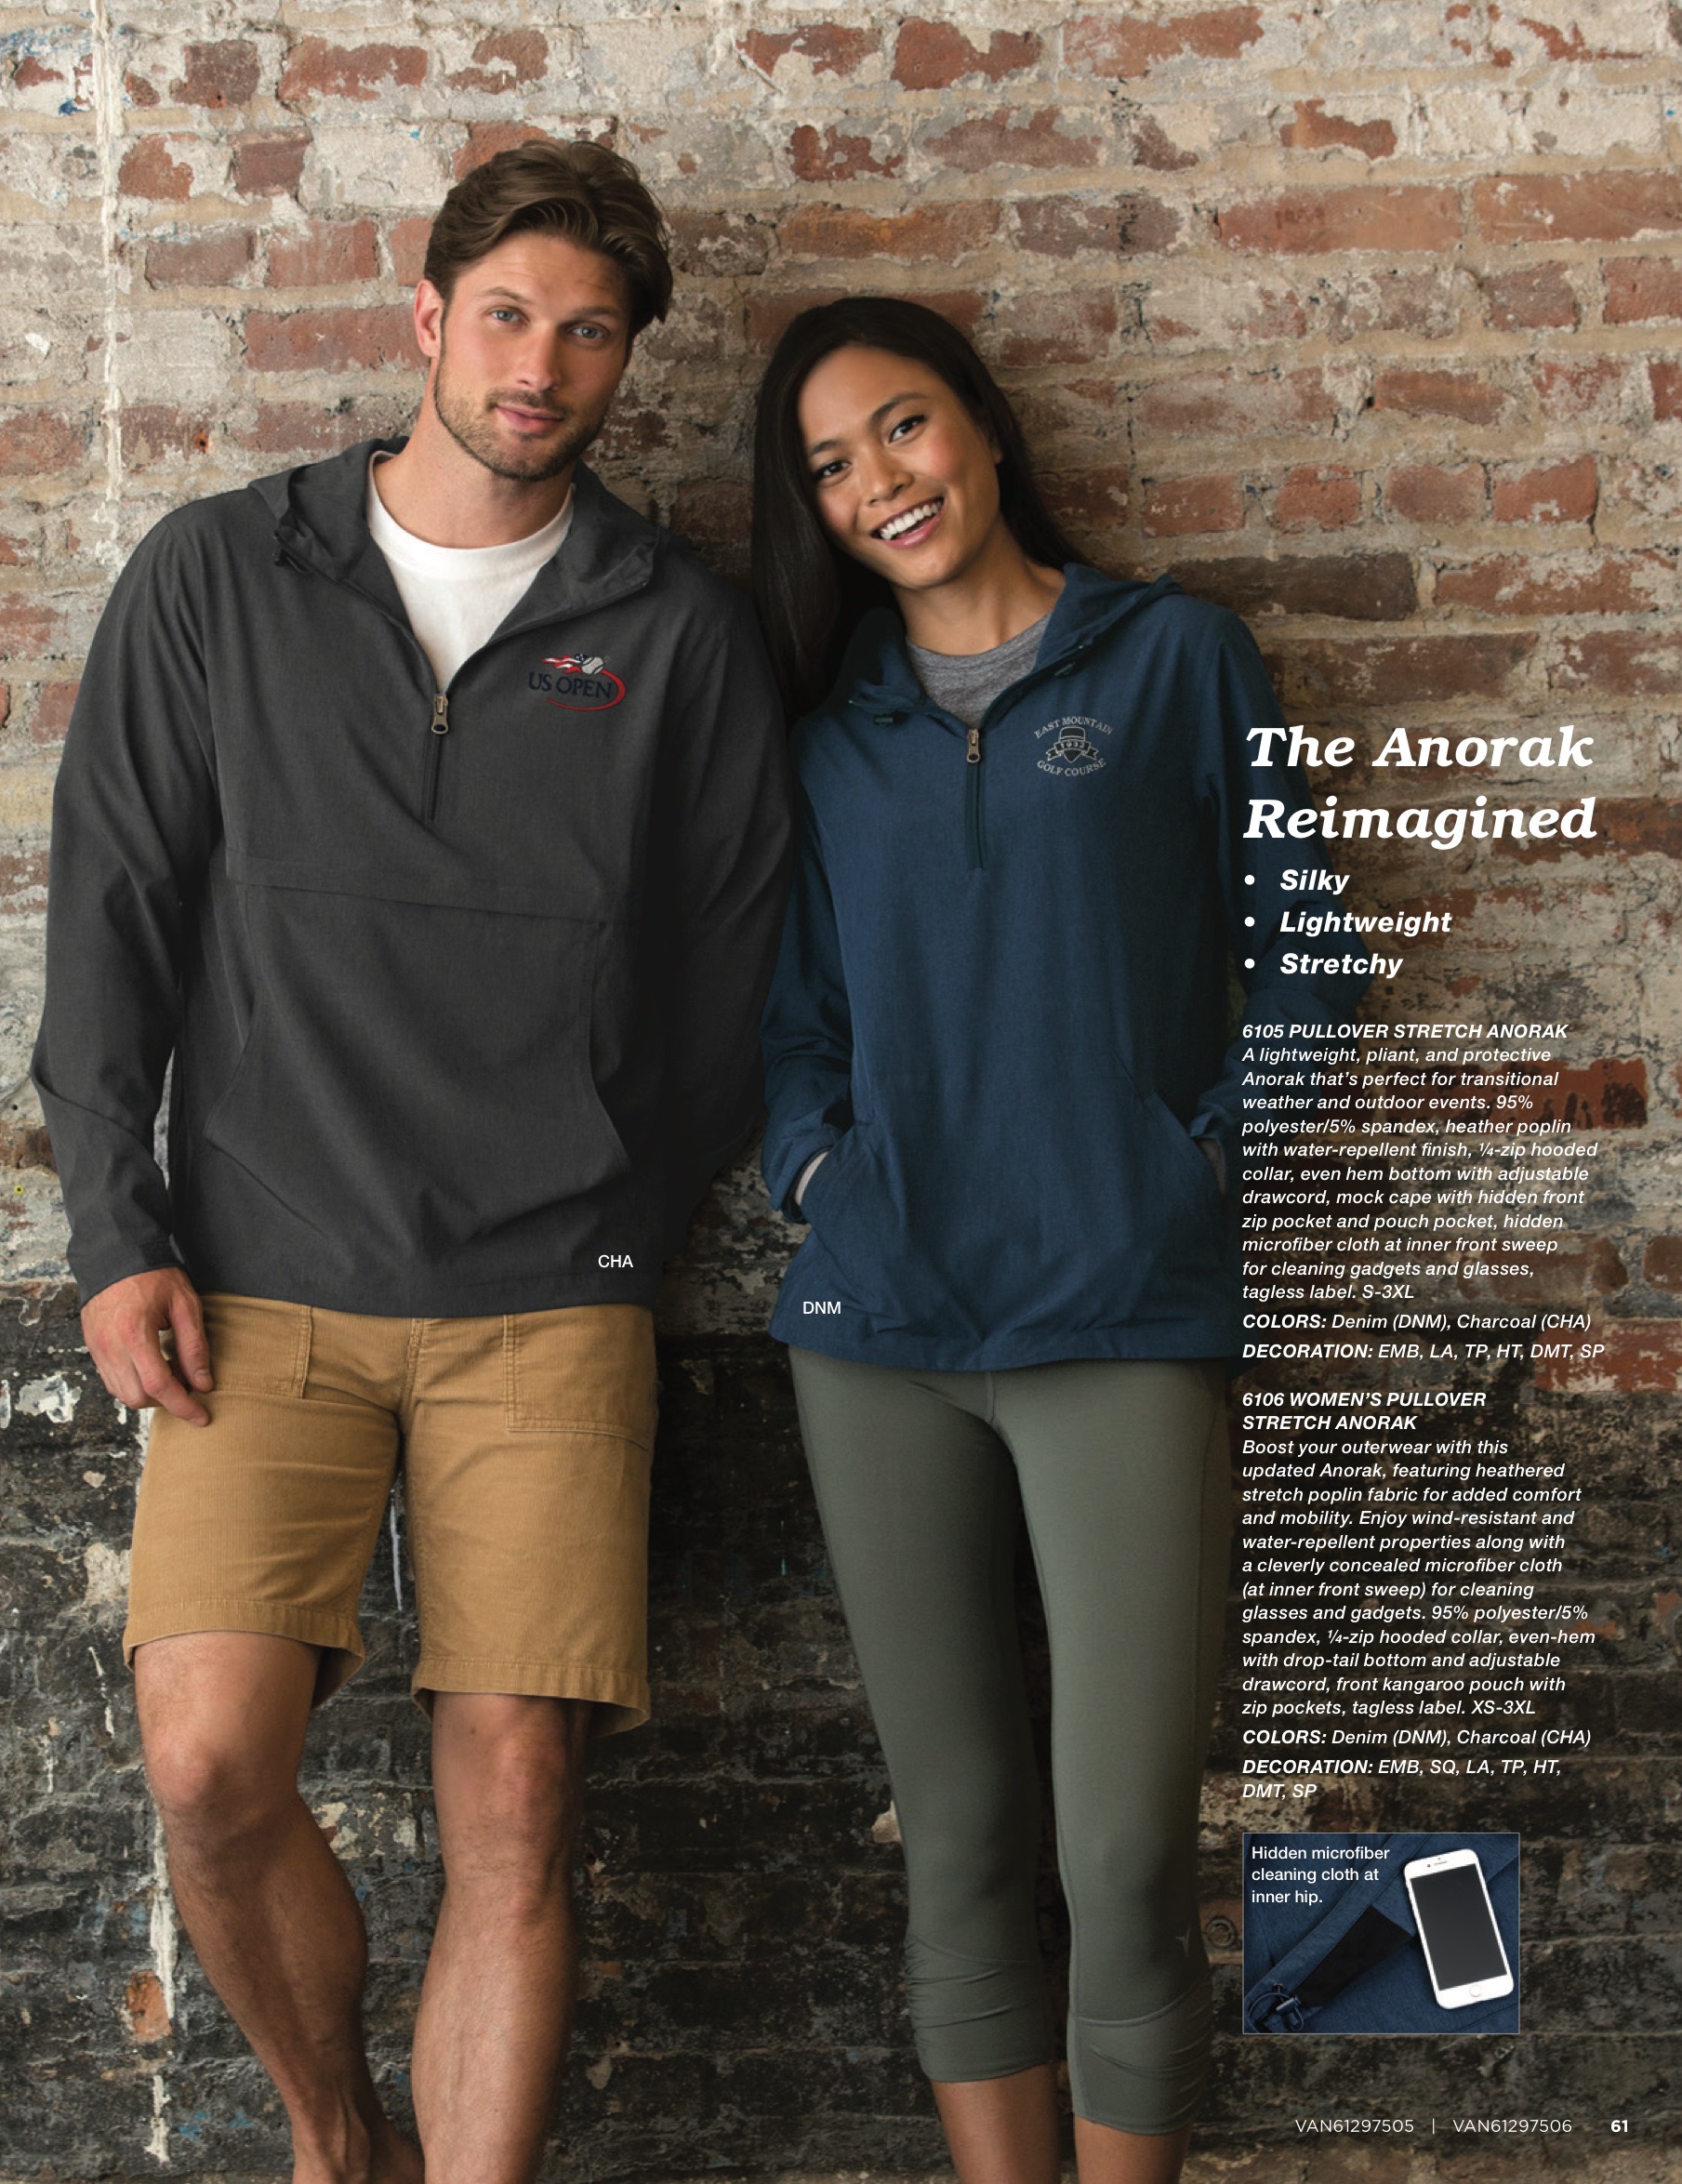 US OPEN
EAST MOUNTAIN
1932
GOLF COURSE
The Anorak
Reimagined
• Silky
• Lightweight
• Stretchy
6105 PULLOVER STRETCH ANORAK
A lightweight, pliant, and protective
Anorak that’s perfect for transitional
weather and outdoor events. 95%
polyester/5% spandex, heather poplin
with water-repellent finish, ¼-zip hooded
collar, even hem bottom with adjustable
drawcord, mock cape with hidden front
zip pocket and pouch pocket, hidden
microfiber cloth at inner front sweep
for cleaning gadgets and glasses,
tagless label. S-3XL
COLORS: Denim (DNM), Charcoal (CHA)
DECORATION: EMB, LA, TP, HT, DMT, SP
CHA
DNM
6106 WOMEN’S PULLOVER
STRETCH ANORAK
Boost your outerwear with this
updated Anorak, featuring heathered
stretch poplin fabric for added comfort
and mobility. Enjoy wind-resistant and
water-repellent properties along with
a cleverly concealed microfiber cloth
(at inner front sweep) for cleaning
glasses and gadgets. 95% polyester/5%
spandex, ¼-zip hooded collar, even-hem
with drop-tail bottom and adjustable
drawcord, front kangaroo pouch with
zip pockets, tagless label. XS-3XL
COLORS: Denim (DNM), Charcoal (CHA)
DECORATION: EMB, SQ, LA, TP, HT,
DMT, SP
Hidden microfiber
cleaning cloth at
inner hip.
VAN61297505 | VAN61297506 61